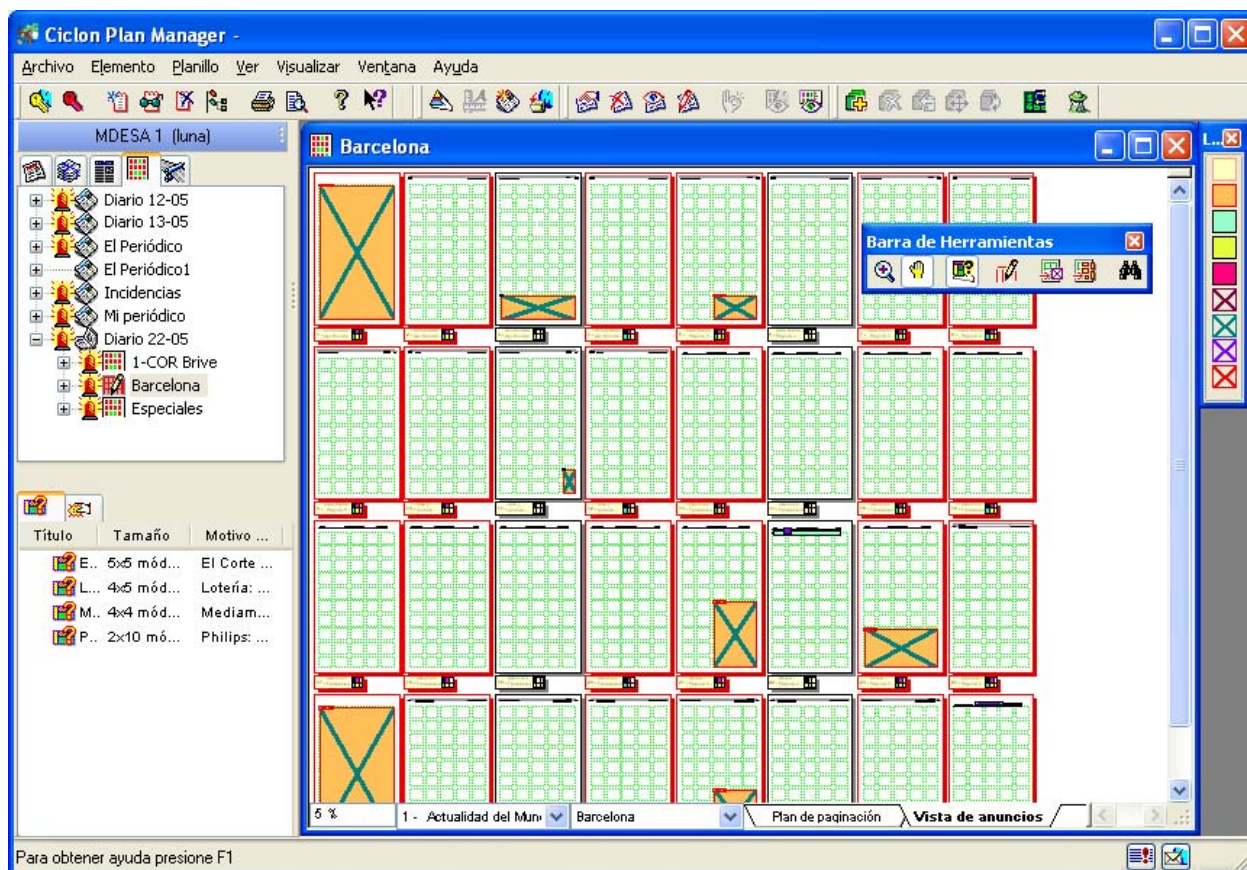 Ciclon Plan Manager -
Archivo Elemento Planillo Ver Visualizar Ventana Ayuda
MDESA 1 (luna)
Barcelona
L...
Diario 12-05
Diario 13-05
El Periódico
El Periódico1
Incidencias
Mi periódico
Diario 22-05
1-COR Brive
Barcelona
Especiales
Barra de Herramientas
Título Tamaño Motivo ...
E.. 5x5 mód... El Corte ...
L... 4x5 mód... Lotería: ...
M.. 4x4 mód... Mediam...
P.. 2x10 mó... Philips: ...
5 % 1 - Actualidad del Mun Barcelona Plan de paginación Vista de anuncios
Para obtener ayuda presione F1